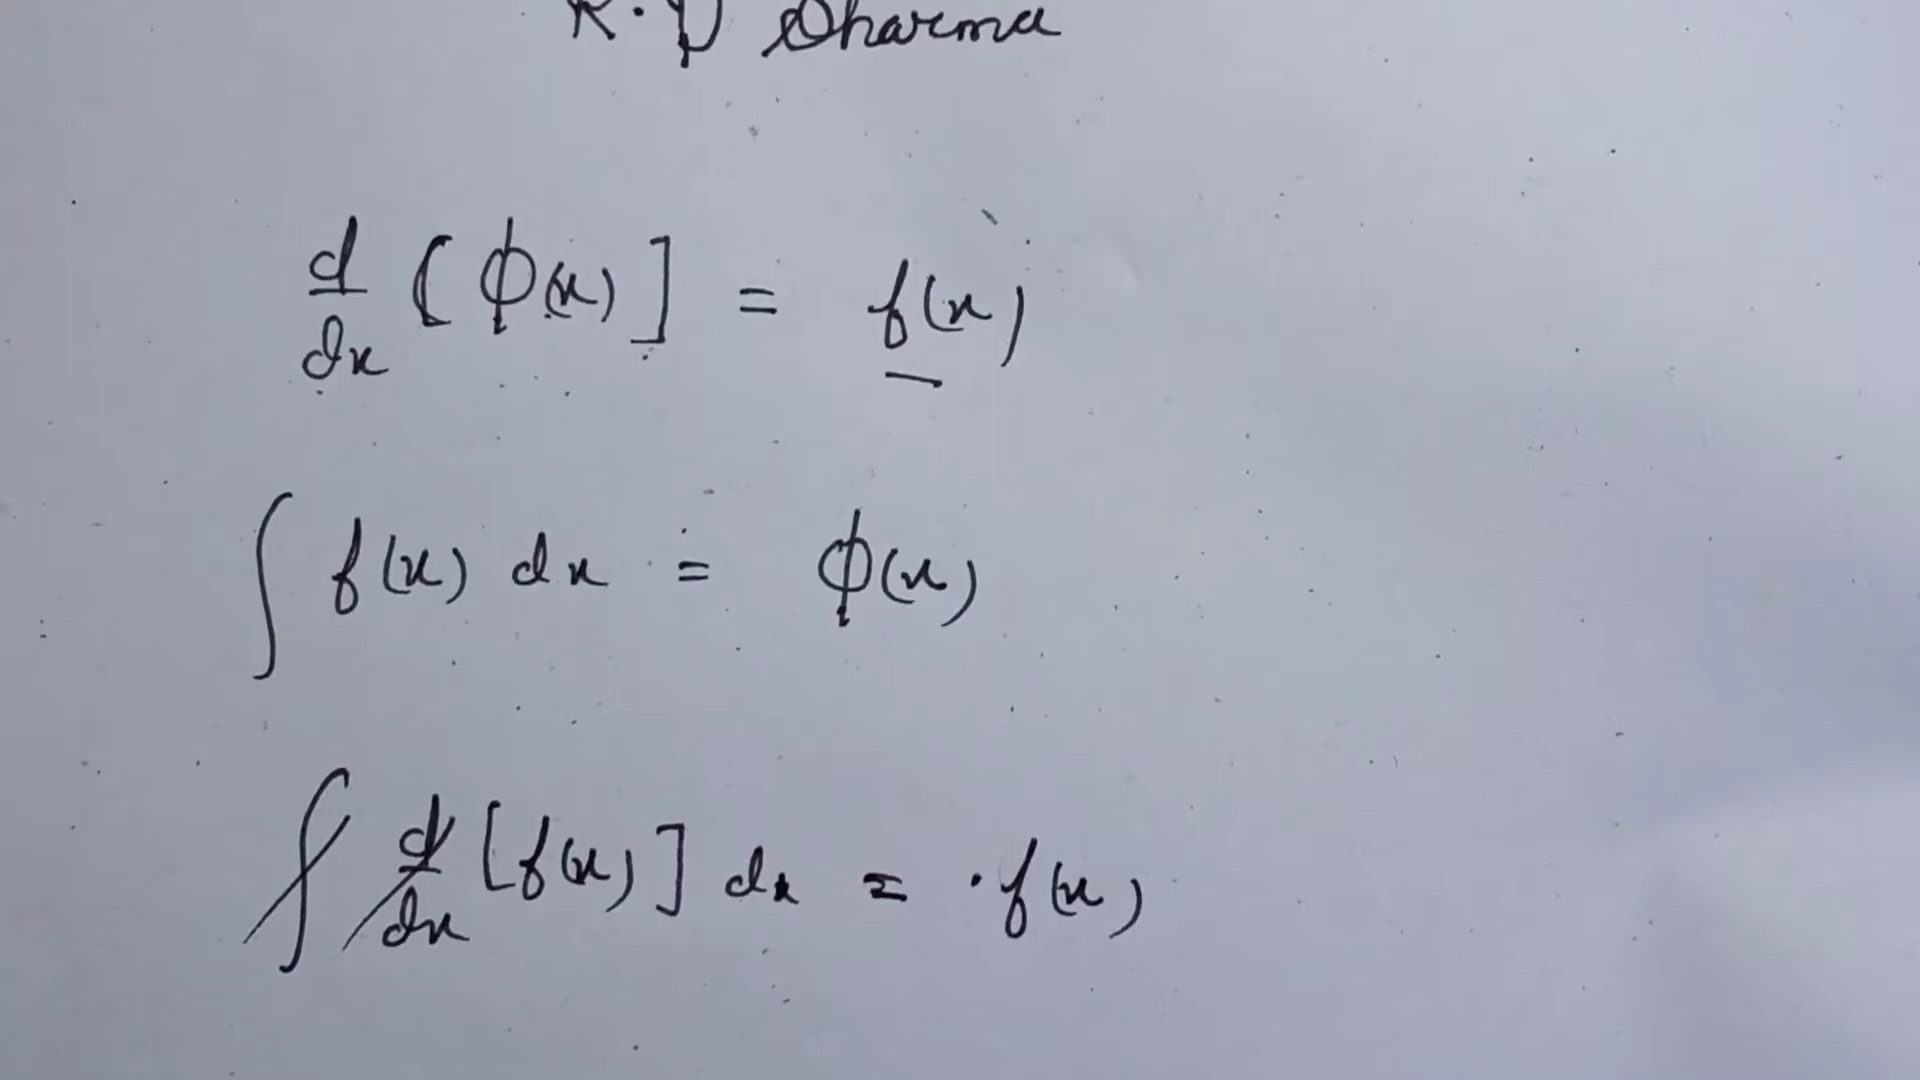 R. D Sharma
d/dx [ϕ(x)] = f(x)
∫ f(x) dx = ϕ(x)
∫ d/dx [f(x)] dx = . f(x)